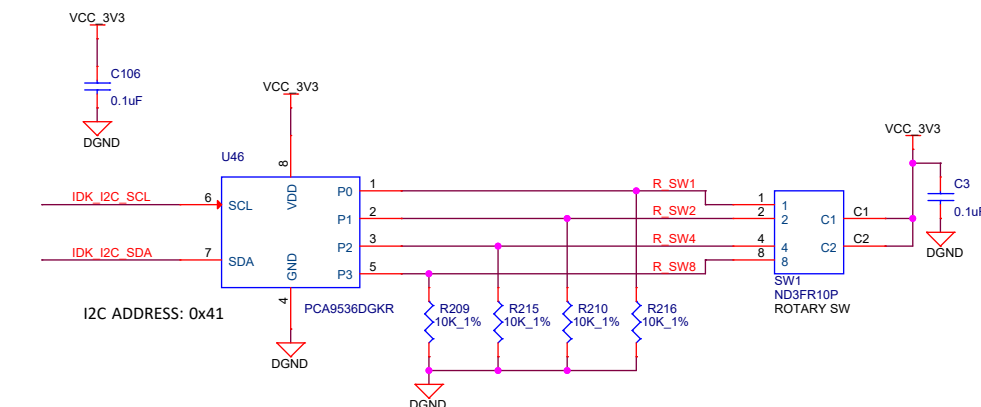 VCC_3V3
C106
0.1uF
DGND
VCC_3V3
U46
8
VDD
IDK_I2C_SCL
6
SCL
IDK_I2C_SDA
7
SDA
GND
4
DGND
I2C ADDRESS: 0x41
PCA9536DGKR
P0
1
R_SW1
P1
2
R_SW2
P2
3
R_SW4
P3
5
R_SW8
R209
10K_1%
R215
10K_1%
R210
10K_1%
R216
10K_1%
DGND
1
1
2
2
4
4
8
8
C1
C1
C2
C2
SW1
ND3FR10P
ROTARY SW
VCC_3V3
C3
0.1uF
DGND